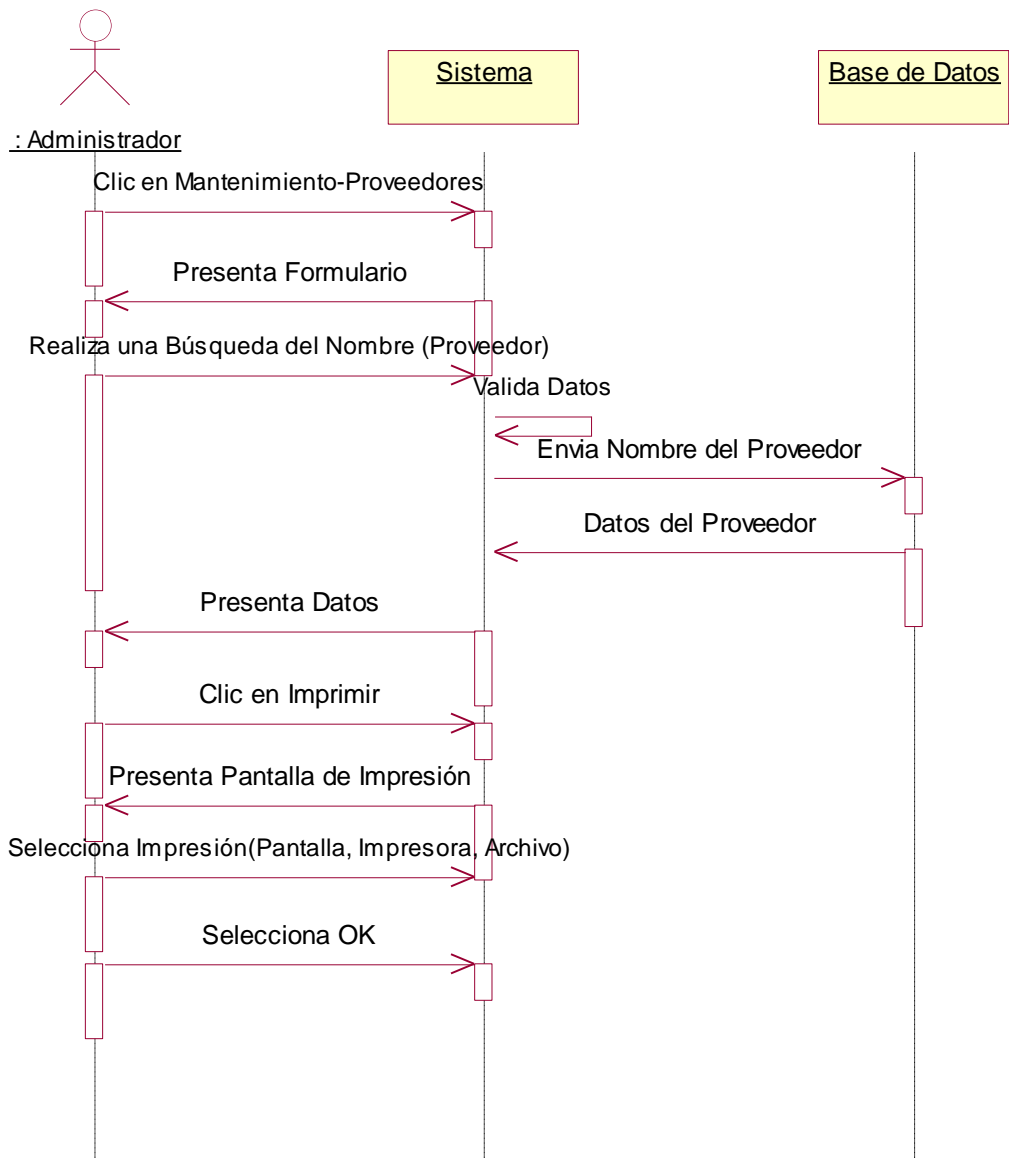 Sistema
Base de Datos
: Administrador
Clic en Mantenimiento-Proveedores
Presenta Formulario
Realiza una Búsqueda del Nombre (Proveedor)
Valida Datos
Envia Nombre del Proveedor
Datos del Proveedor
Presenta Datos
Clic en Imprimir
Presenta Pantalla de Impresión
Selecciona Impresión(Pantalla, Impresora, Archivo)
Selecciona OK